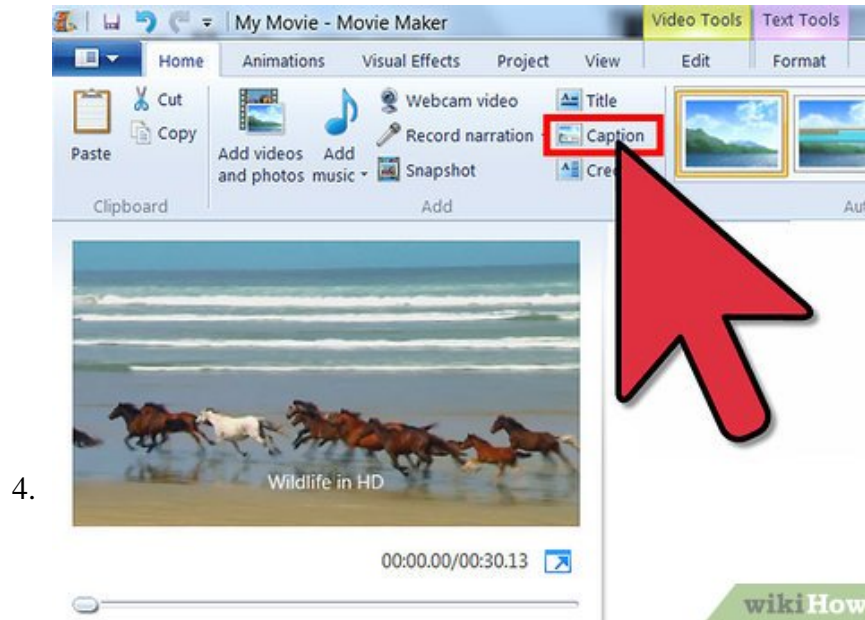 My Movie - Movie Maker
Video Tools
Text Tools
Home
Animations
Visual Effects
Project
View
Edit
Format
Paste
Cut
Copy
Clipboard
Add videos
and photos
Add
music
Webcam video
Record narration
Snapshot
Title
Caption
Add
Wildlife in HD
4.
00:00.00/00:30.13
wikiHow